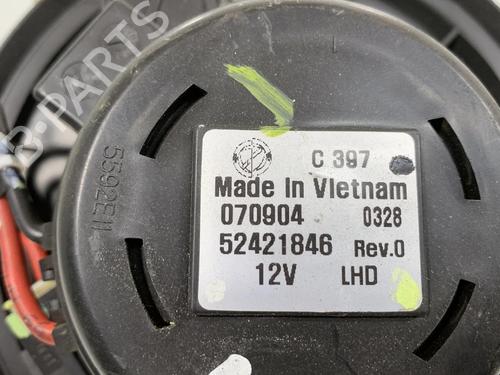 B-PARTS
5592E11
C 397
Made In Vietnam
070904 0328
52421846 Rev.0
12V LHD